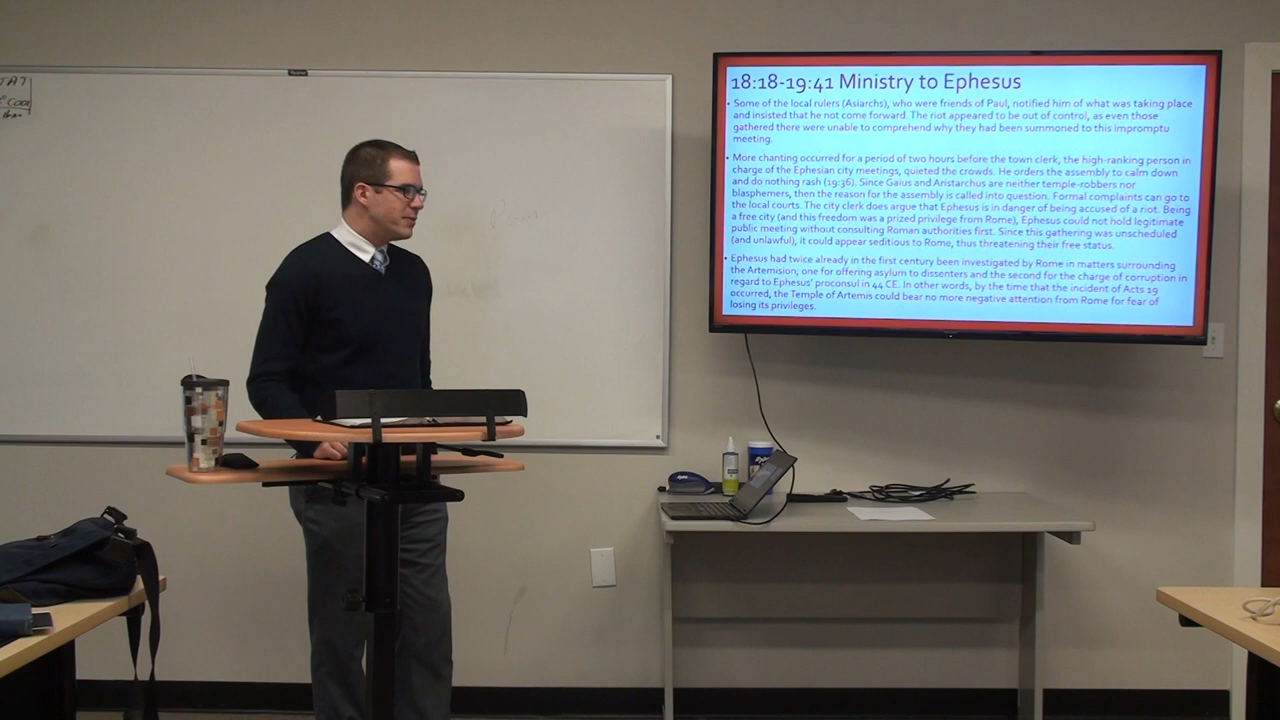 18:18-19:41 Ministry to Ephesus
• Some of the local rulers (Asiarchs), who were friends of Paul, notified him of what was taking place
and insisted that he not come forward. The riot appeared to be out of control, as even those
gathered there were unable to comprehend why they had been summoned to this impromptu
meeting.
• More chanting occurred for a period of two hours before the town clerk, the high-ranking person in
charge of the Ephesian city meetings, quieted the crowds. He orders the assembly to calm down
and do nothing rash (19:36). Since Gaius and Aristarchus are neither temple-robbers nor
blasphemers, then the reason for the assembly is called into question. Formal complaints can go to
the local courts. The city clerk does argue that Ephesus is in danger of being accused of a riot. Being
a free city (and this freedom was a prized privilege from Rome), Ephesus could not hold legitimate
public meeting without consulting Roman authorities first. Since this gathering was unscheduled
(and unlawful), it could appear seditious to Rome, thus threatening their free status.
• Ephesus had twice already in the first century been investigated by Rome in matters surrounding
the Artemision; one for offering asylum to dissenters and the second for the charge of corruption in
regard to Ephesus' proconsul in 44 CE. In other words, by the time that the incident of Acts 19
occurred, the Temple of Artemis could bear no more negative attention from Rome for fear of
losing its privileges.